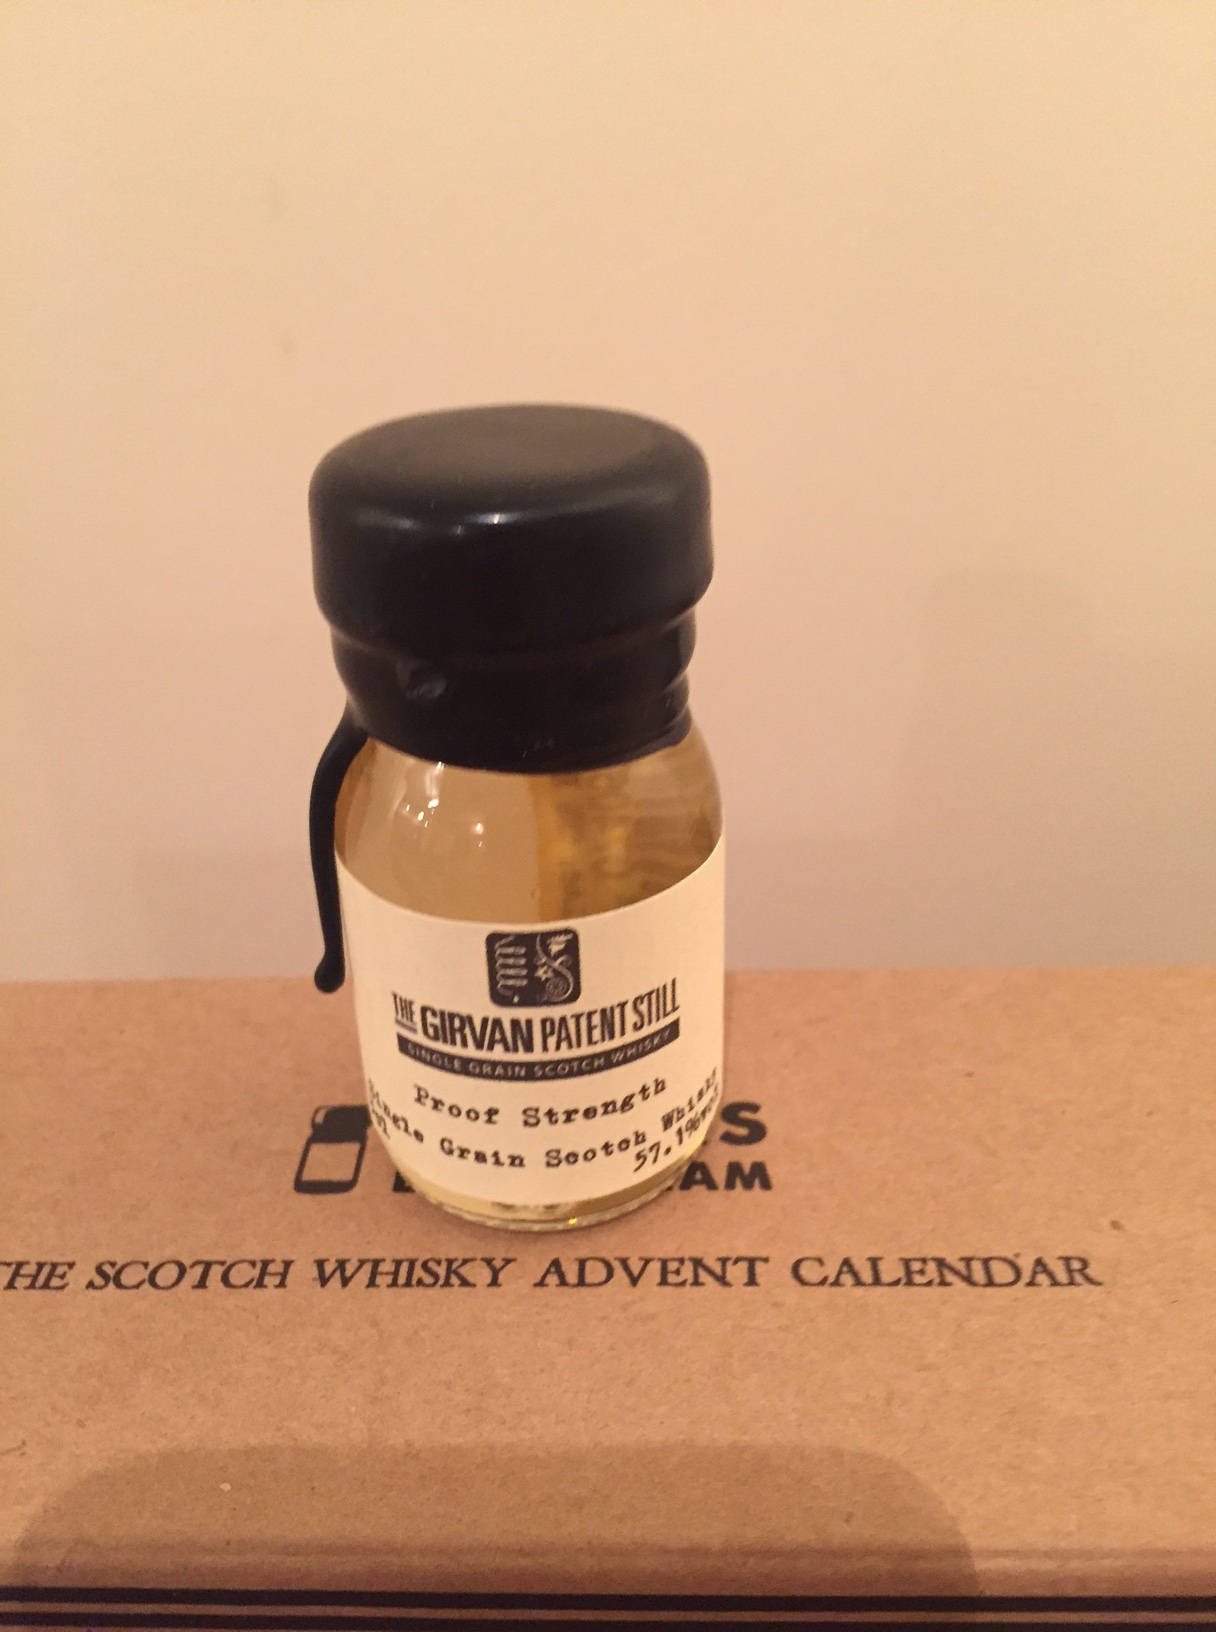 THE GIRVAN PATENT STILL
SINGLE GRAIN SCOTCH WHISKY
Proof Strength
Single Grain Scotch Whisky
57.1%
THE SCOTCH WHISKY ADVENT CALENDAR